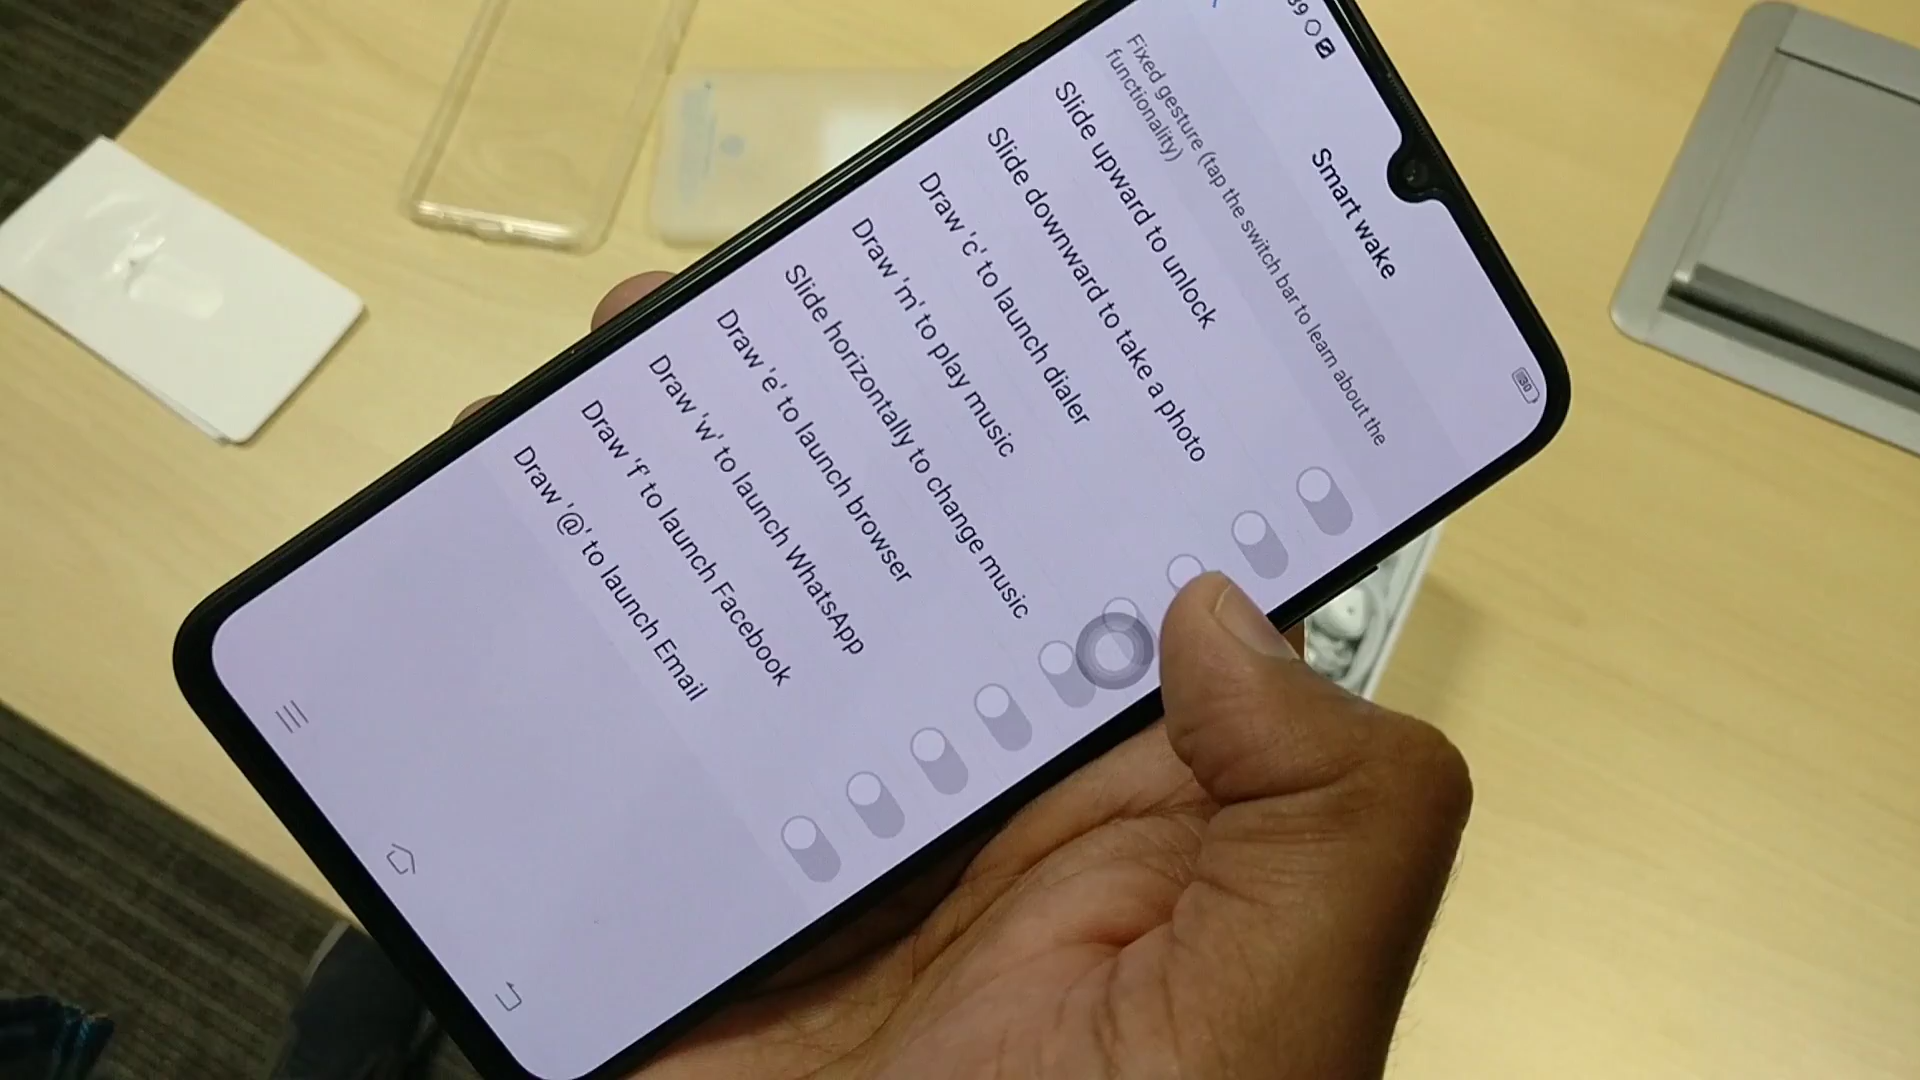 39
30
Smart wake
Fixed gesture (tap the switch bar to learn about the
functionality)
Slide upward to unlock
Slide downward to take a photo
Draw 'c' to launch dialer
Draw 'm' to play music
Slide horizontally to change music
Draw 'e' to launch browser
Draw 'w' to launch WhatsApp
Draw 'f' to launch Facebook
Draw '@' to launch Email